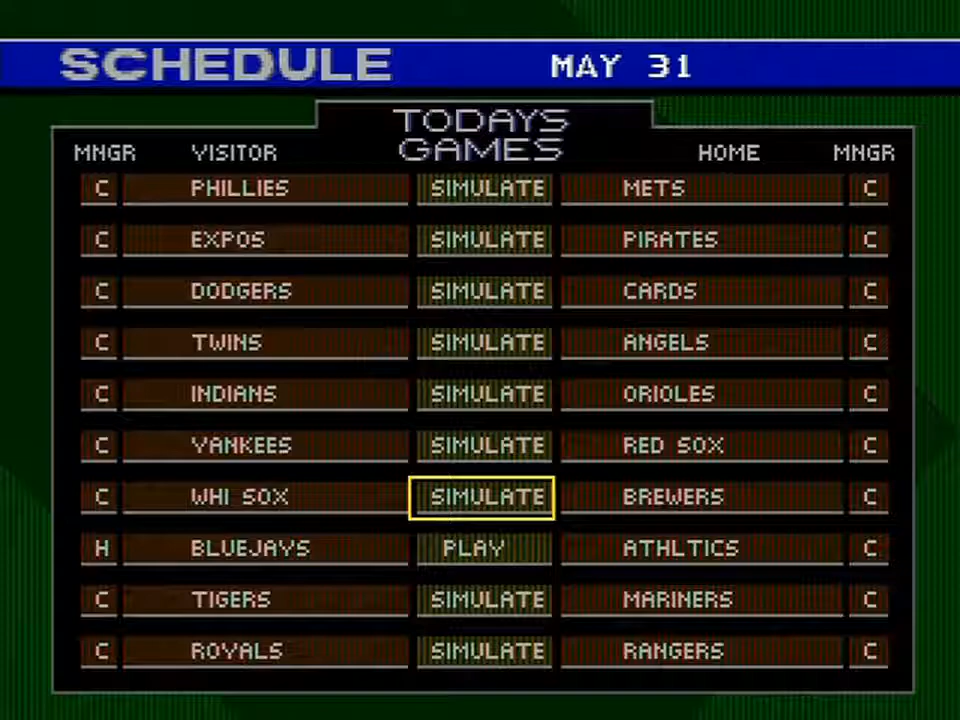 SCHEDULE MAY 31
TODAYS
GAMES
MNGR VISITOR HOME MNGR
C PHILLIES SIMULATE METS C
C EXPOS SIMULATE PIRATES C
C DODGERS SIMULATE CARDS C
C TWINS SIMULATE ANGELS C
C INDIANS SIMULATE ORIOLES C
C YANKEES SIMULATE RED SOX C
C WHI SOX SIMULATE BREWERS C
H BLUEJAYS PLAY ATHLTICS C
C TIGERS SIMULATE MARINERS C
C ROYALS SIMULATE RANGERS C